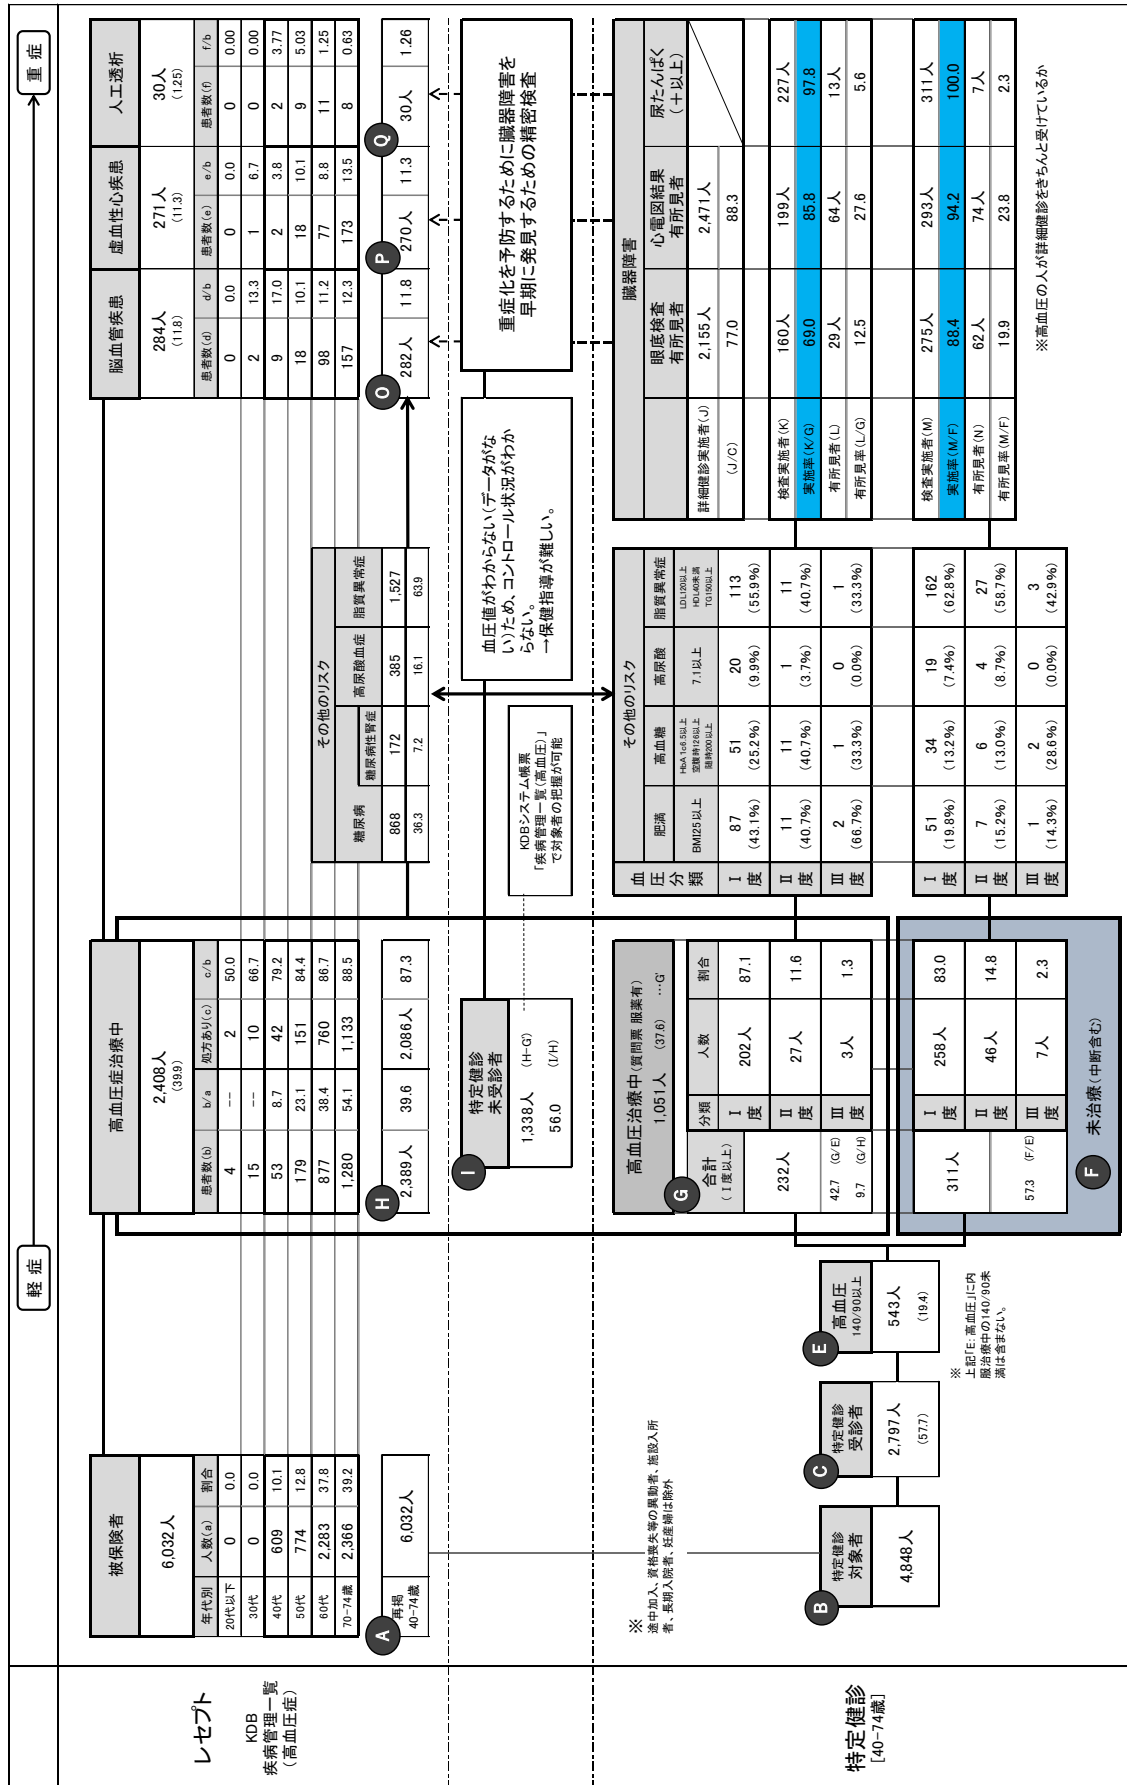 軽症
重症
レセプト
KDB
疾病管理一覧
（高血圧症）
被保険者
6,032人
年代別 人数(a) 割合
20代以下 0 0.0
30代 0 0.0
40代 609 10.1
50代 774 12.8
60代 2,283 37.8
70-74歳 2,366 39.2
A
再掲
40-74歳
6,032人
高血圧症治療中
2,408人
(39.9)
患者数(b) b/a 処方あり(c) c/b
4 -- 2 50.0
15 -- 10 66.7
53 8.7 42 79.2
179 23.1 151 84.4
877 38.4 760 86.7
1,280 54.1 1,133 88.5
H
2,389人 39.6 2,086人 87.3
その他のリスク
糖尿病 糖尿病性腎症 高尿酸血症 脂質異常症
868 172 385 1,527
36.3 7.2 16.1 63.9
脳血管疾患 虚血性心疾患 人工透析
284人 271人 30人
(11.8) (11.3) (1.25)
患者数(d) d/b 患者数(e) e/b 患者数(f) f/b
0 0.0 0 0.0 0 0.00
2 13.3 1 6.7 0 0.00
9 17.0 2 3.8 2 3.77
18 10.1 18 10.1 9 5.03
98 11.2 77 8.8 11 1.25
157 12.3 173 13.5 8 0.63
O P Q
282人 11.8 270人 11.3 30人 1.26
I
特定健診
未受診者
1,338人 (H-G')
56.0 (I/H)
KDBシステム帳票
「疾病管理一覧(高血圧)」
で対象者の把握が可能
血圧値がわからない(データがな
い)ため、コントロール状況がわか
らない。
→保健指導が難しい。
重症化を予防するために臓器障害を
早期に発見するための精密検査
特定健診
[40-74歳]
※
途中加入、資格喪失等の異動者、施設入所
者、長期入院者、妊産婦は除外
B
特定健診
対象者
4,848人
C
特定健診
受診者
2,797人
(57.7)
E
高血圧
140/90以上
543人
(19.4)
※
上記「E:高血圧」に内
服治療中の140/90未
満は含まない。
高血圧治療中(質問票 服薬有)
1,051人 (37.6) …G'
G
合計
(Ⅰ度以上)
分類 人数 割合
232人
42.7 (G/E)
9.7 (G/H)
Ⅰ度 202人 87.1
Ⅱ度 27人 11.6
Ⅲ度 3人 1.3
311人
57.3 (F/E)
Ⅰ度 258人 83.0
Ⅱ度 46人 14.8
Ⅲ度 7人 2.3
F
未治療(中断含む)
血圧分類
その他のリスク
肥満 高血糖 高尿酸 脂質異常症
BMI25以上
HbA1c6.5以上
空腹時126以上
随時200以上
7.1以上
LDL120以上
HDL40未満
TG150以上
Ⅰ度 87 51 20 113
(43.1%) (25.2%) (9.9%) (55.9%)
Ⅱ度 11 11 1 11
(40.7%) (40.7%) (3.7%) (40.7%)
Ⅲ度 2 1 0 1
(66.7%) (33.3%) (0.0%) (33.3%)
Ⅰ度 51 34 19 162
(19.8%) (13.2%) (7.4%) (62.8%)
Ⅱ度 7 6 4 27
(15.2%) (13.0%) (8.7%) (58.7%)
Ⅲ度 1 2 0 3
(14.3%) (28.6%) (0.0%) (42.9%)
臓器障害
眼底検査
有所見者
心電図結果
有所見者
尿たんぱく
(＋以上)
詳細健診実施者(J) 2,155人 2,471人
(J/C) 77.0 88.3
検査実施者(K) 160人 199人 227人
実施率(K/G) 69.0 85.8 97.8
有所見者(L) 29人 64人 13人
有所見率(L/G) 12.5 27.6 5.6
検査実施者(M) 275人 293人 311人
実施率(M/F) 88.4 94.2 100.0
有所見者(N) 62人 74人 7人
有所見率(M/F) 19.9 23.8 2.3
※高血圧の人が詳細健診をきちんと受けているか